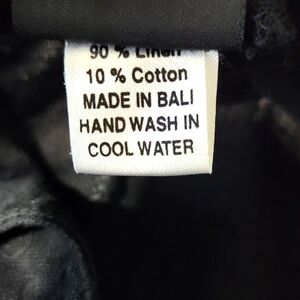 90 % Linen
10 % Cotton
MADE IN BALI
HAND WASH IN
COOL WATER